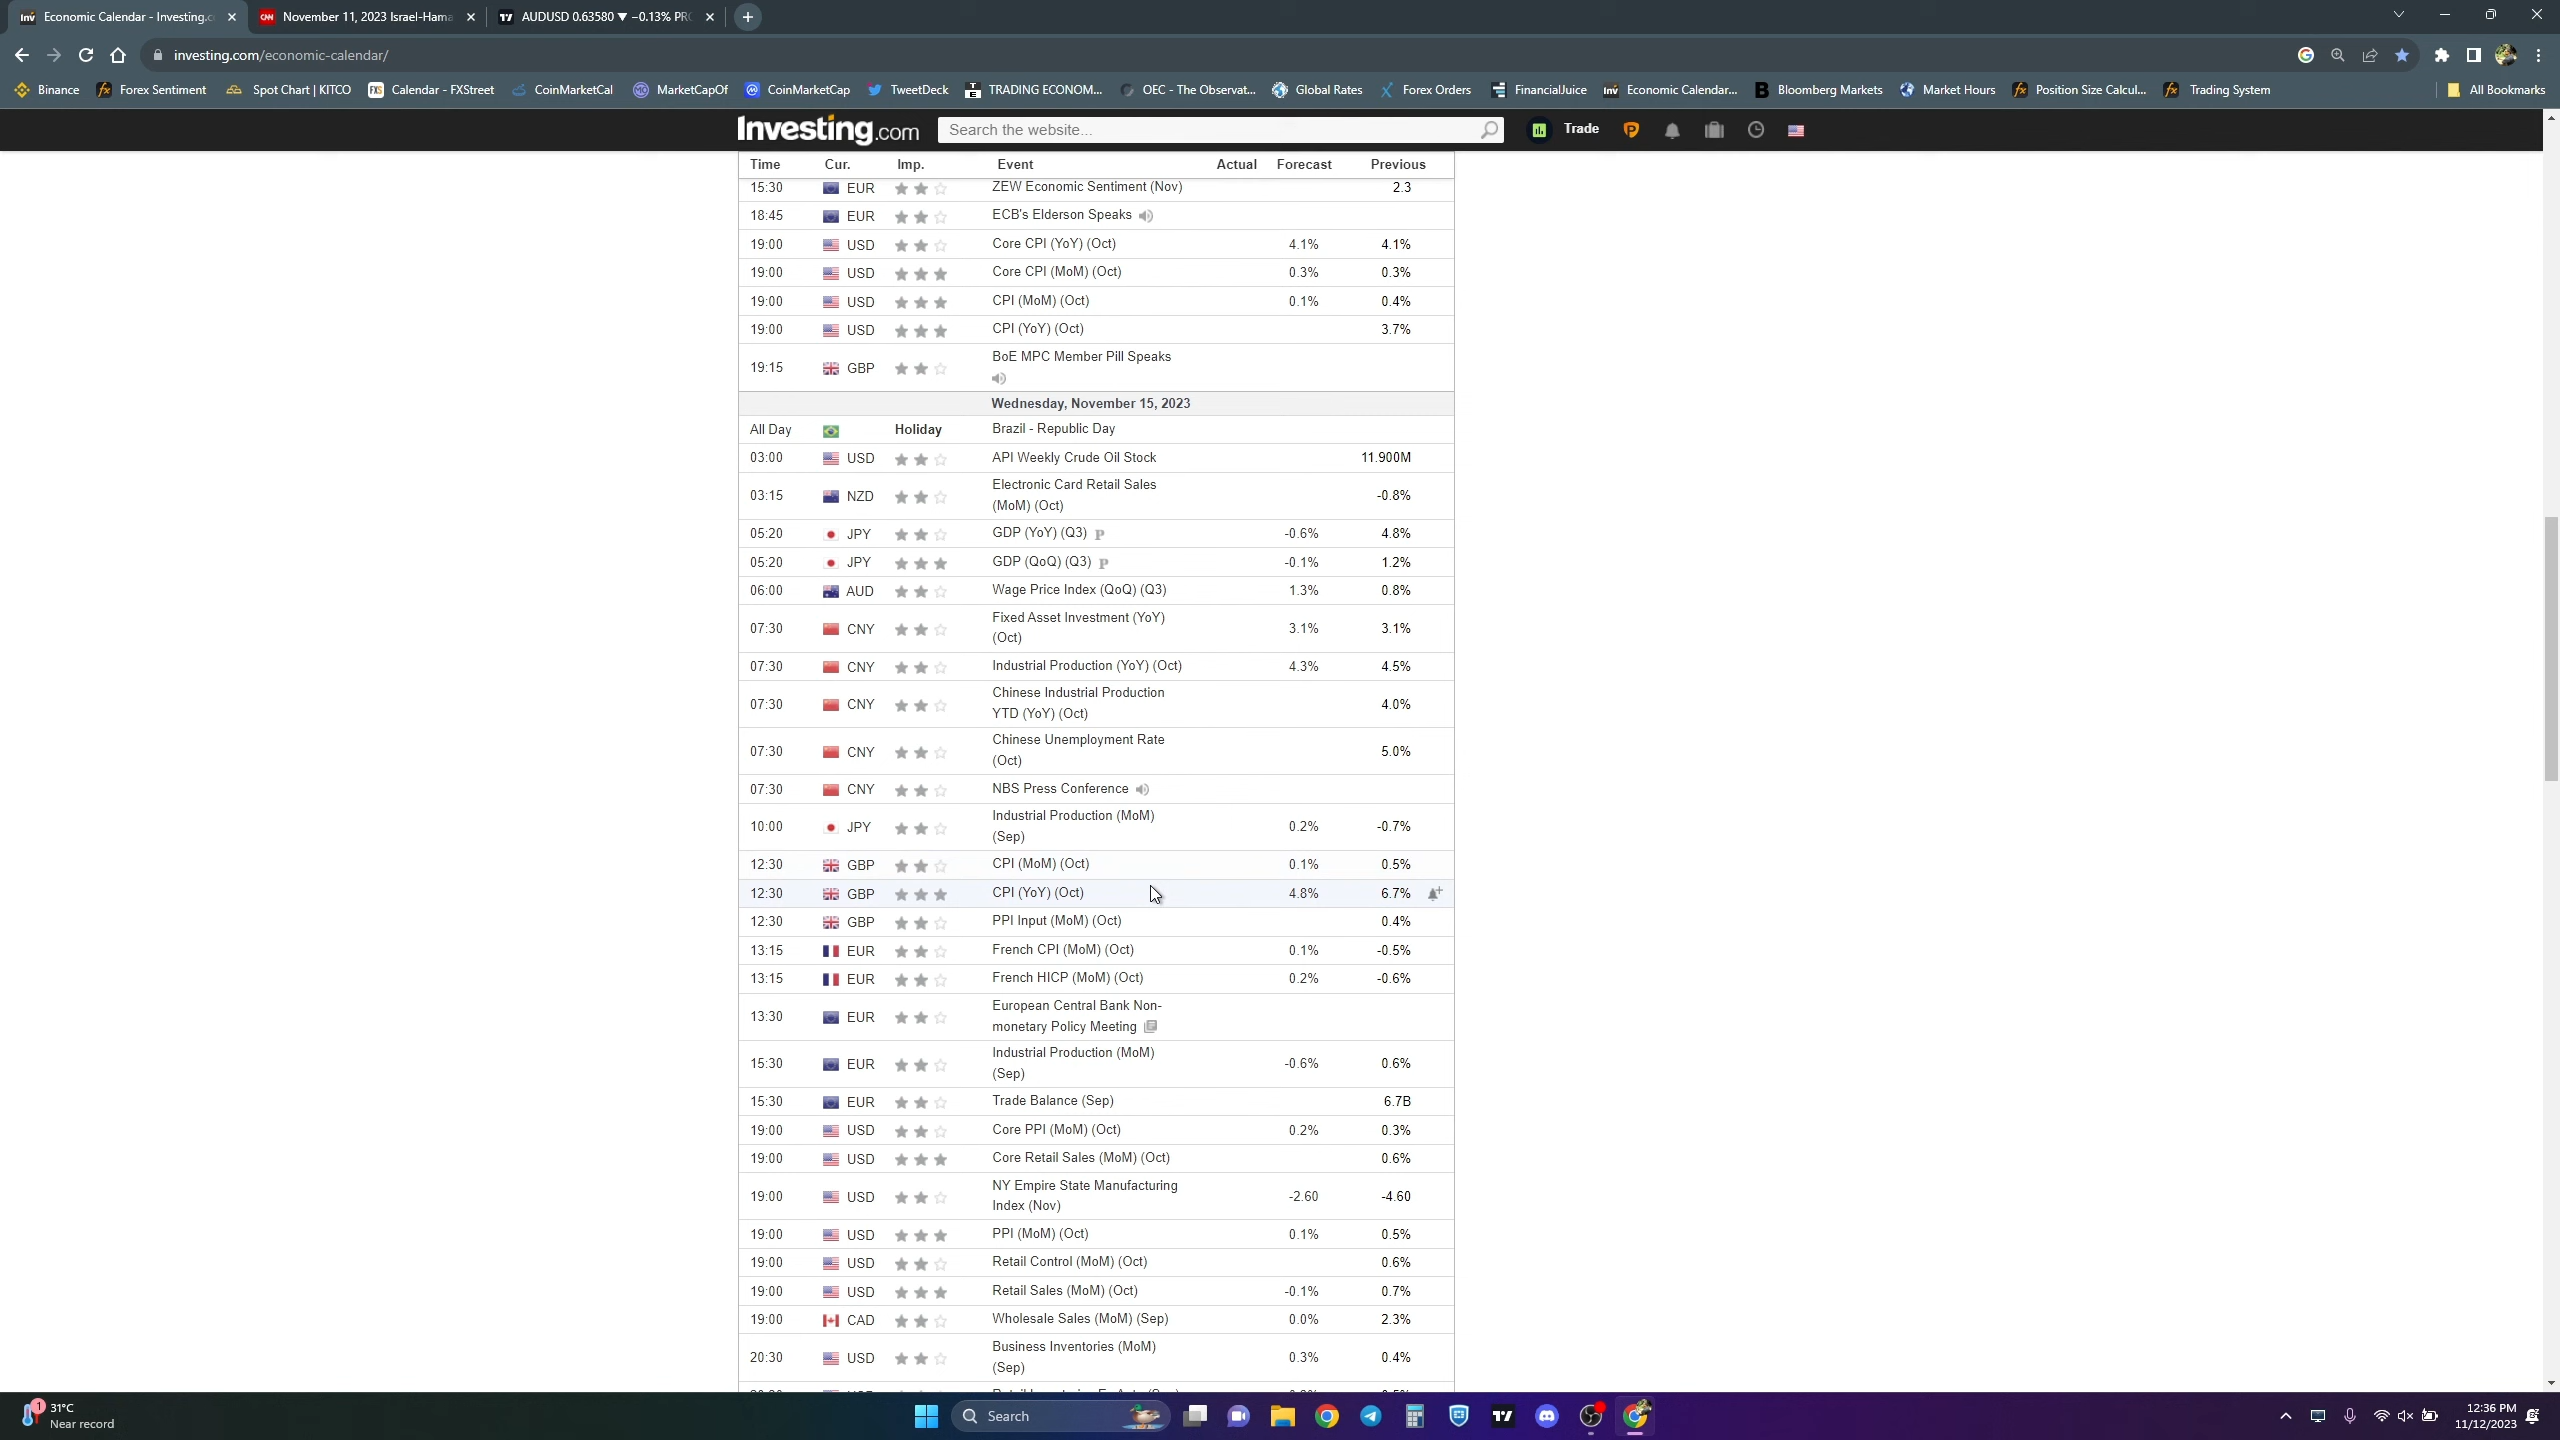 Economic Calendar - Investing.c
November 11, 2023 Israel-Hama
AUDUSD 0.63580 ▼ −0.13% PR
investing.com/economic-calendar/
Binance Forex Sentiment Spot Chart | KITCO Calendar - FXStreet CoinMarketCal MarketCapOf CoinMarketCap TweetDeck TRADING ECONOM... OEC - The Observat... Global Rates Forex Orders FinancialJuice Economic Calendar... Bloomberg Markets Market Hours Position Size Calcul... Trading System All Bookmarks
Investing.com Search the website... Trade
Time Cur. Imp. Event Actual Forecast Previous
15:30 EUR ZEW Economic Sentiment (Nov) 2.3
18:45 EUR ECB's Elderson Speaks
19:00 USD Core CPI (YoY) (Oct) 4.1% 4.1%
19:00 USD Core CPI (MoM) (Oct) 0.3% 0.3%
19:00 USD CPI (MoM) (Oct) 0.1% 0.4%
19:00 USD CPI (YoY) (Oct) 3.7%
19:15 GBP BoE MPC Member Pill Speaks
Wednesday, November 15, 2023
All Day Holiday Brazil - Republic Day
03:00 USD API Weekly Crude Oil Stock 11.900M
03:15 NZD Electronic Card Retail Sales
(MoM) (Oct) -0.8%
05:20 JPY GDP (YoY) (Q3) P -0.6% 4.8%
05:20 JPY GDP (QoQ) (Q3) P -0.1% 1.2%
06:00 AUD Wage Price Index (QoQ) (Q3) 1.3% 0.8%
07:30 CNY Fixed Asset Investment (YoY)
(Oct) 3.1% 3.1%
07:30 CNY Industrial Production (YoY) (Oct) 4.3% 4.5%
07:30 CNY Chinese Industrial Production
YTD (YoY) (Oct) 4.0%
07:30 CNY Chinese Unemployment Rate
(Oct) 5.0%
07:30 CNY NBS Press Conference
10:00 JPY Industrial Production (MoM)
(Sep) 0.2% -0.7%
12:30 GBP CPI (MoM) (Oct) 0.1% 0.5%
12:30 GBP CPI (YoY) (Oct) 4.8% 6.7%
12:30 GBP PPI Input (MoM) (Oct) 0.4%
13:15 EUR French CPI (MoM) (Oct) 0.1% -0.5%
13:15 EUR French HICP (MoM) (Oct) 0.2% -0.6%
13:30 EUR European Central Bank Non-
monetary Policy Meeting
15:30 EUR Industrial Production (MoM)
(Sep) -0.6% 0.6%
15:30 EUR Trade Balance (Sep) 6.7B
19:00 USD Core PPI (MoM) (Oct) 0.2% 0.3%
19:00 USD Core Retail Sales (MoM) (Oct) 0.6%
19:00 USD NY Empire State Manufacturing
Index (Nov) -2.60 -4.60
19:00 USD PPI (MoM) (Oct) 0.1% 0.5%
19:00 USD Retail Control (MoM) (Oct) 0.6%
19:00 USD Retail Sales (MoM) (Oct) -0.1% 0.7%
19:00 CAD Wholesale Sales (MoM) (Sep) 0.0% 2.3%
20:30 USD Business Inventories (MoM)
(Sep) 0.3% 0.4%
1 31°C
Near record
Search
12:36 PM
11/12/2023